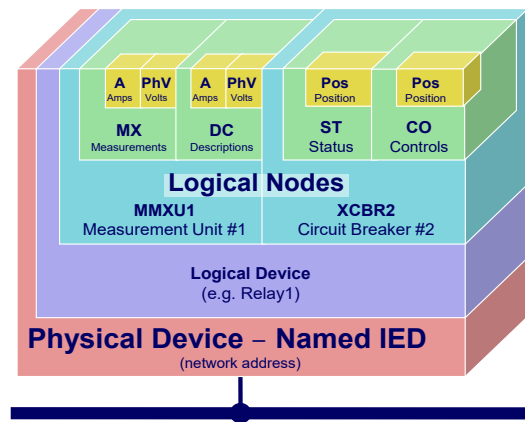 A
Amps
PhV
Volts
A
Amps
PhV
Volts
Pos
Position
Pos
Position
MX
Measurements
DC
Descriptions
ST
Status
CO
Controls
Logical Nodes
MMXU1
Measurement Unit #1
XCBR2
Circuit Breaker #2
Logical Device
(e.g. Relay1)
Physical Device – Named IED
(network address)